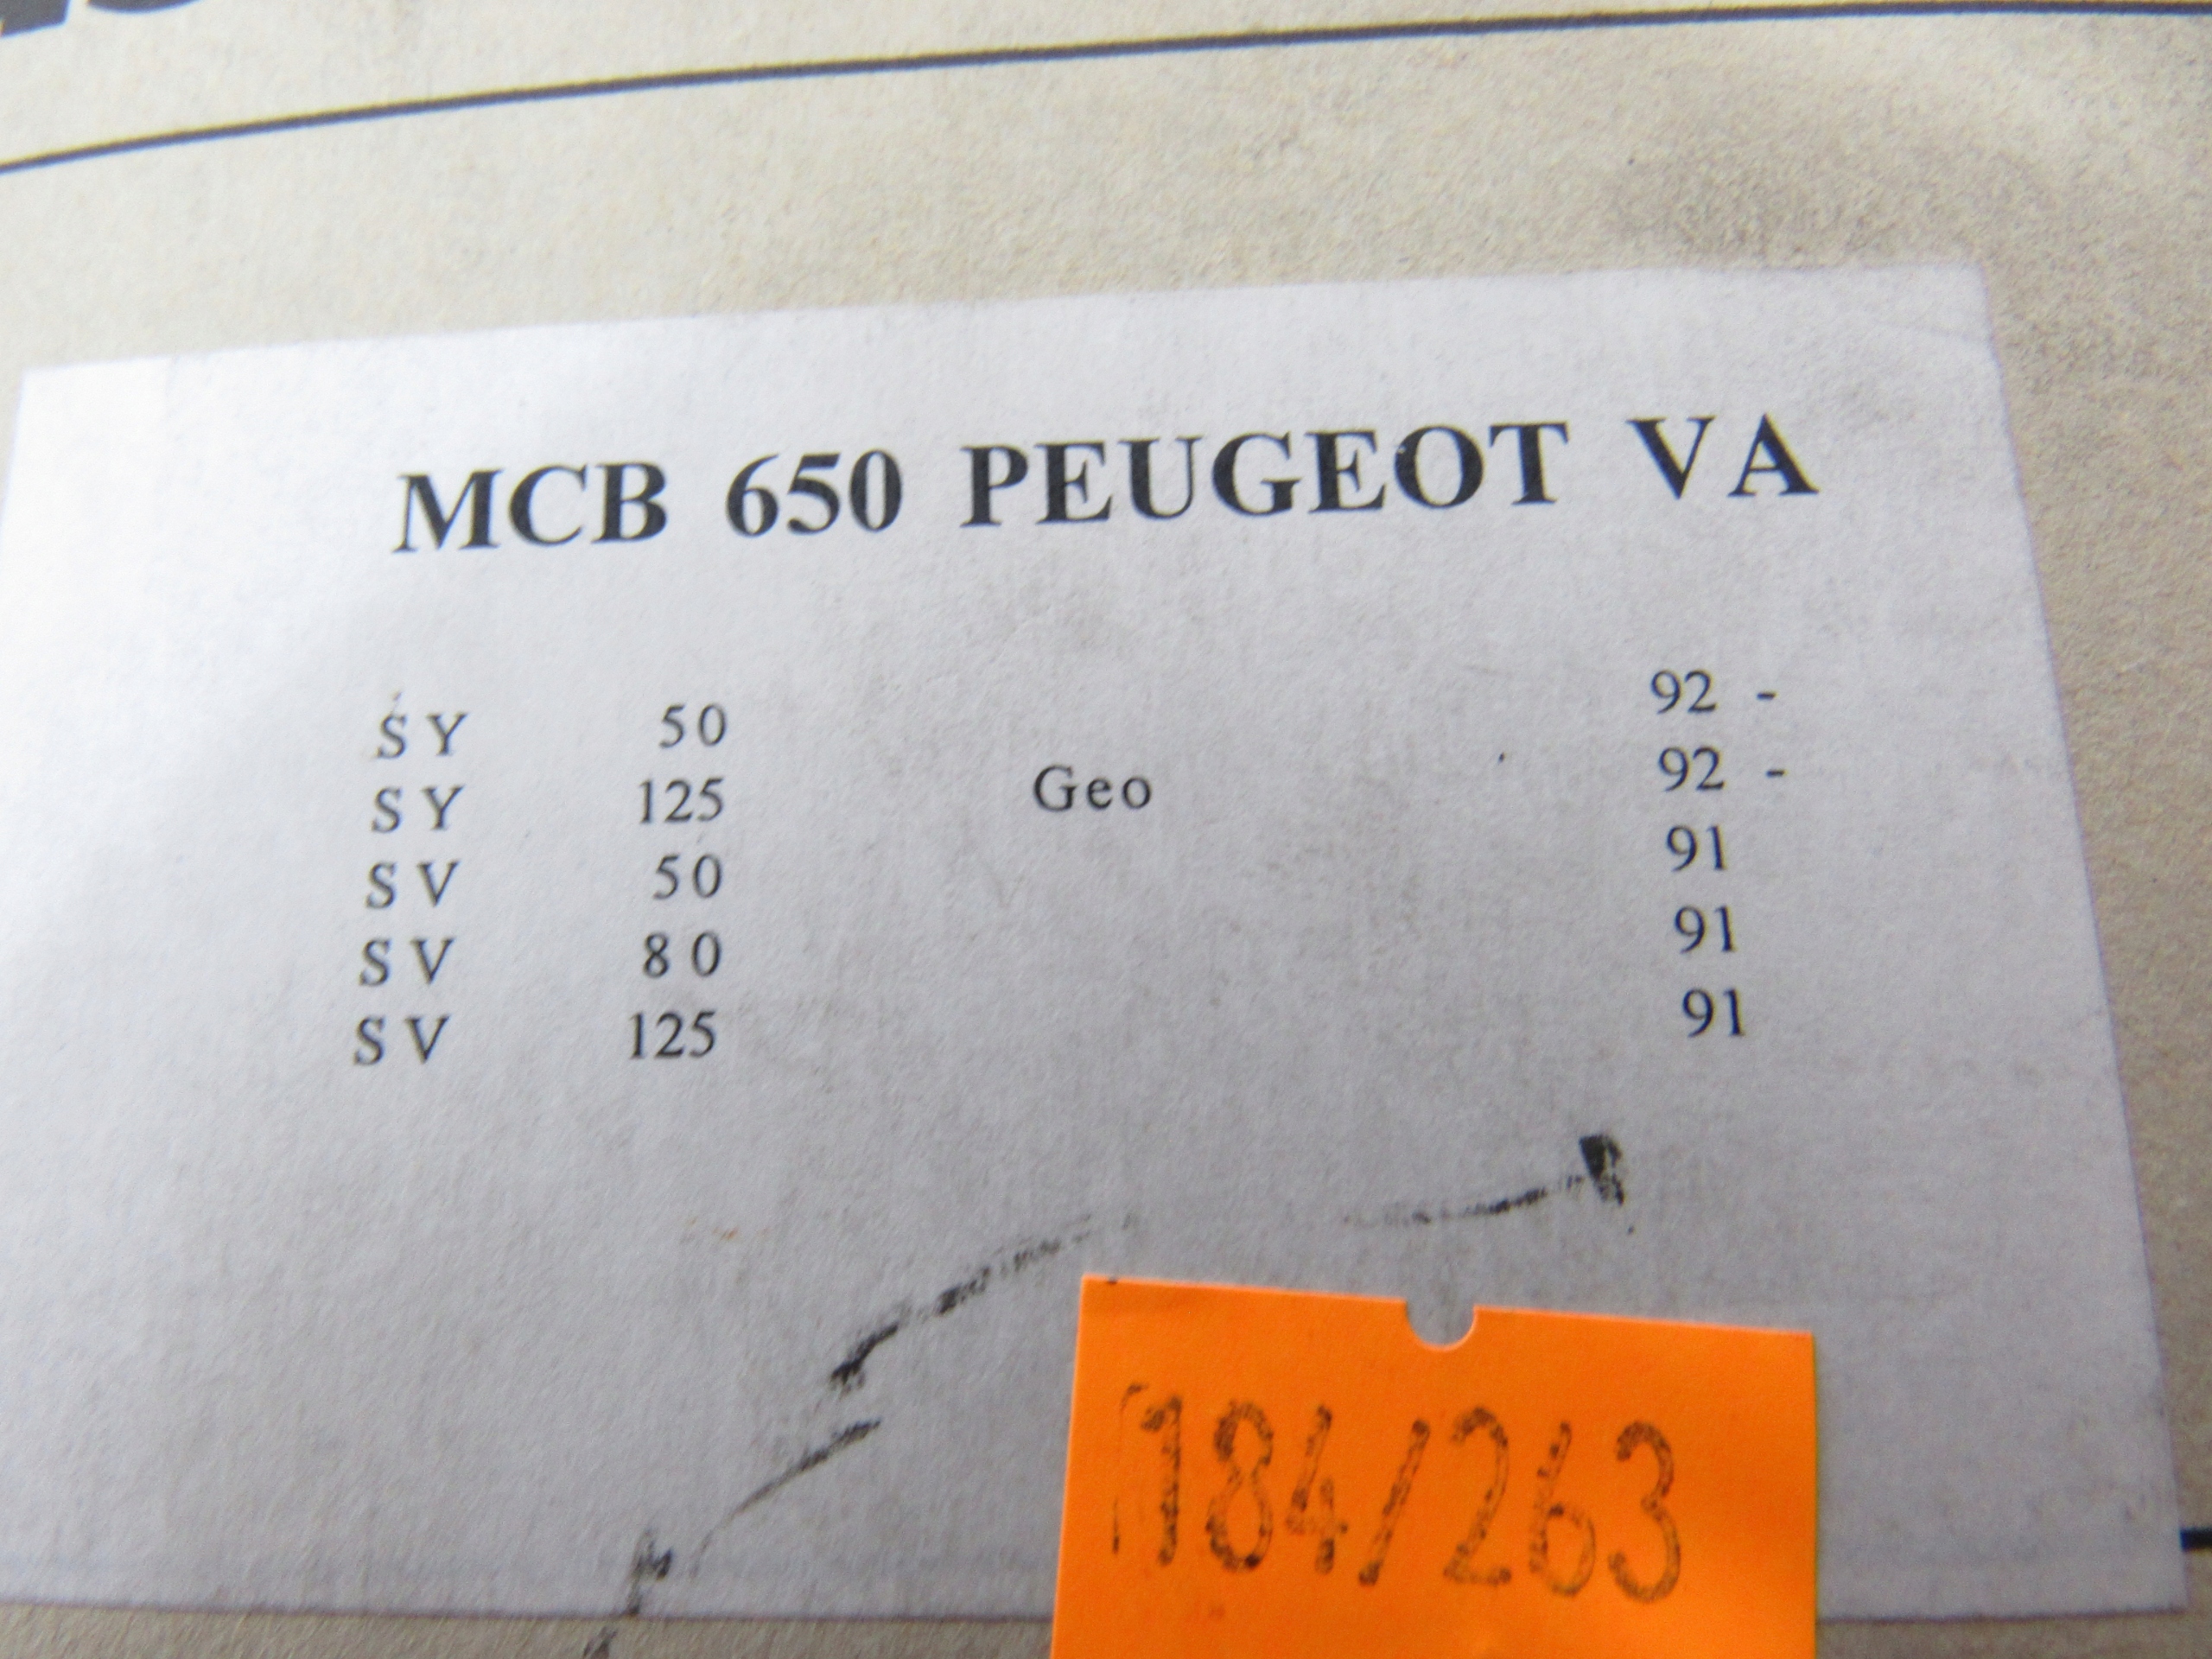 MCB 650 PEUGEOT VA
SY 50 92 -
SY 125 Geo 92 -
SV 50 91
SV 80 91
SV 125 91
184/263